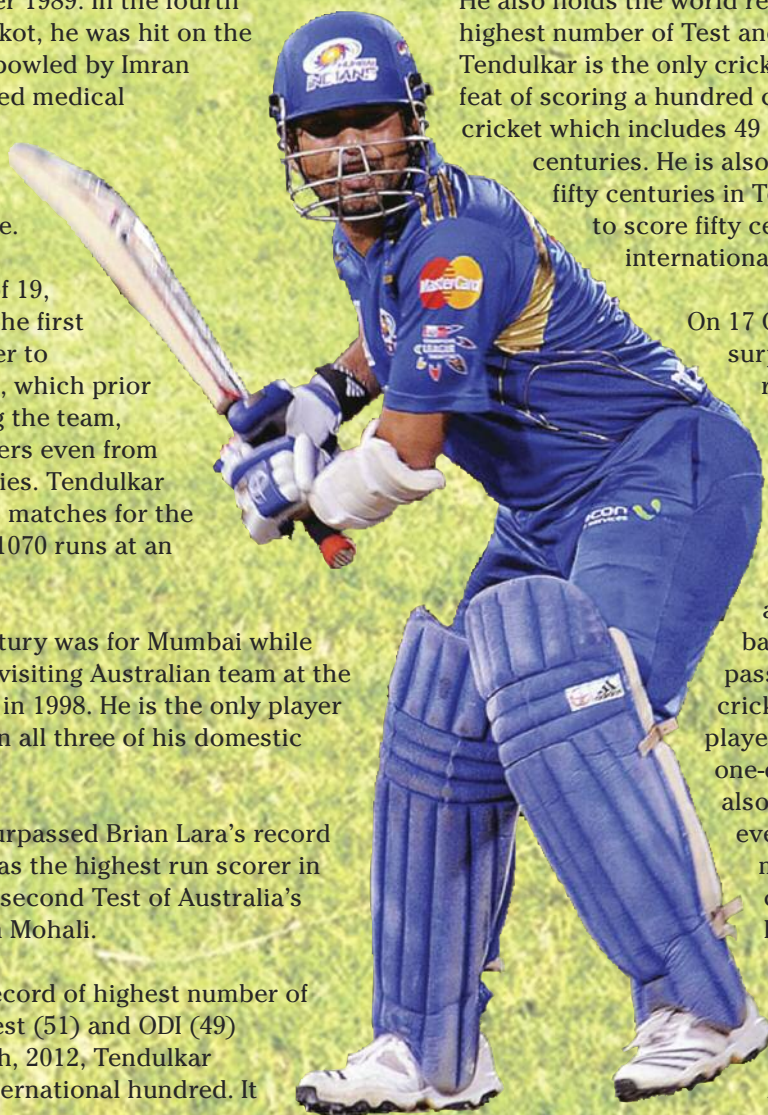 er 1989. In the fourth
kot, he was hit on the
bowled by Imran
ed medical
e.
f 19,
he first
er to
, which prior
g the team,
ers even from
ies. Tendulkar
matches for the
1070 runs at an
tury was for Mumbai while
visiting Australian team at the
in 1998. He is the only player
n all three of his domestic
urpassed Brian Lara's record
as the highest run scorer in
second Test of Australia's
n Mohali.
ecord of highest number of
est (51) and ODI (49)
h, 2012, Tendulkar
ernational hundred. It
He also holds the world re
highest number of Test and
Tendulkar is the only crick
feat of scoring a hundred c
cricket which includes 49
centuries. He is also
fifty centuries in Te
to score fifty ce
international
On 17 O
surp
r
a
ba
pass
crick
playe
one-
also
eve
INDIANS
MasterCard